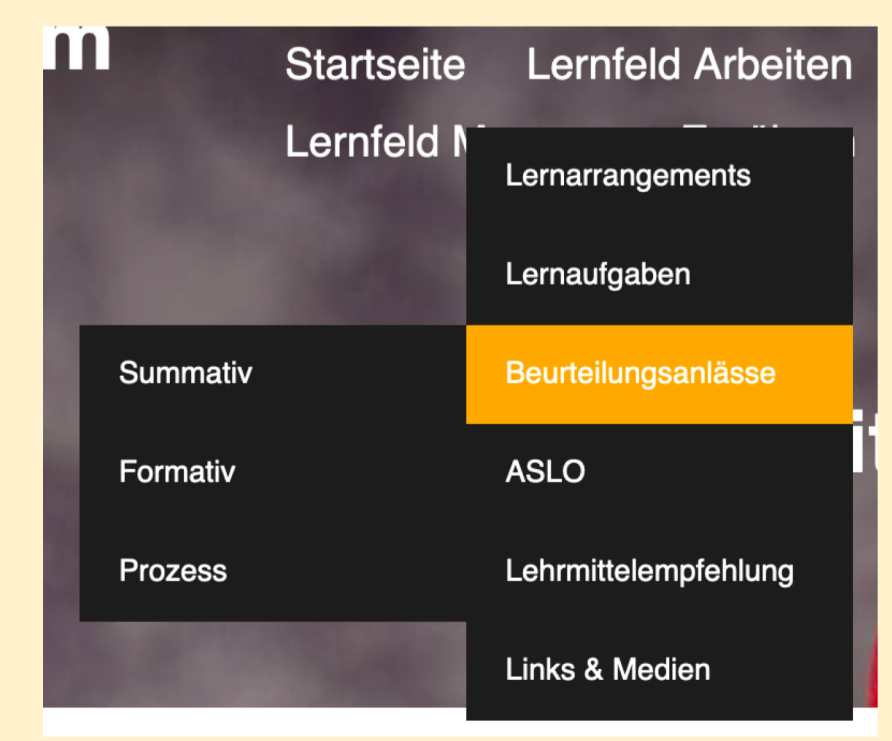 m
Startseite Lernfeld Arbeiten
Lernfeld
Lernarrangements
Lernaufgaben
Summativ Beurteilungsanlässe
Formativ ASLO
Prozess Lehrmittelempfehlung
Links & Medien